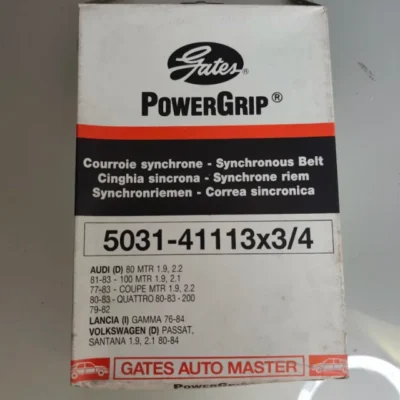 Gates®
POWERGRIP®
Courroie synchrone - Synchronous Belt
Cinghia sincrona - Synchrone riem
Synchronriemen - Correa sincronica
5031-41113x3/4
AUDI (D) 80 MTR 1.9, 2.2
81-83 - 100 MTR 1.9, 2.1
77-83 - COUPE MTR 1.9, 2.2
80-83 - QUATTRO 80-83 - 200
79-82
LANCIA (I) GAMMA 76-84
VOLKSWAGEN (D) PASSAT,
SANTANA 1.9, 2.1 80-84
GATES AUTO MASTER
POWERGRIP